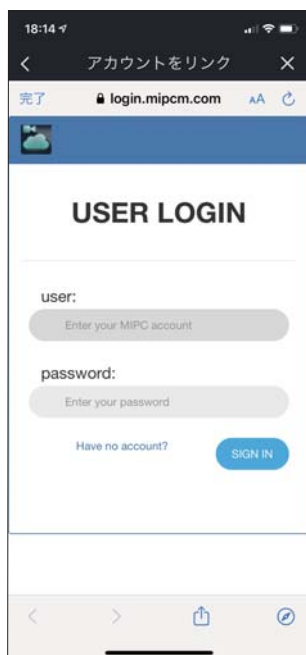 18:14
アカウントをリンク
完了 login.mipcm.com AA
USER LOGIN
user:
Enter your MIPC account
password:
Enter your password
Have no account? SIGN IN